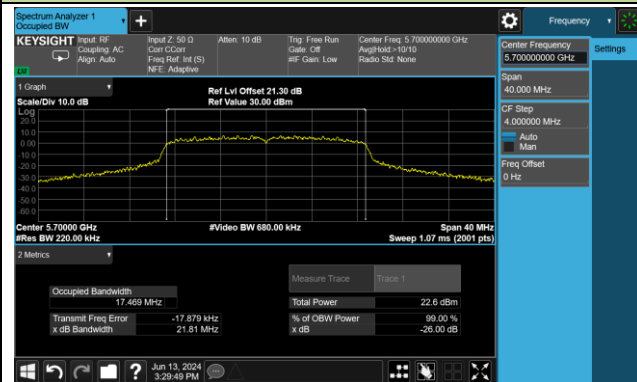 Spectrum Analyzer 1
Occupied BW
Frequency
KEYSIGHT
Input: RF
Coupling: AC
Align: Auto
Input Z: 50 Ω
Corr CCorr
Freq Ref: Int (S)
NFE: Adaptive
Atten: 10 dB
Trig: Free Run
Gate: Off
#IF Gain: Low
Center Freq: 5.700000000 GHz
Avg|Hold:>10/10
Radio Std: None
Center Frequency
5.700000000 GHz
Settings
Span
40.000 MHz
CF Step
4.000000 MHz
Auto
Man
Freq Offset
0 Hz
1 Graph
Scale/Div 10.0 dB
Ref Lvl Offset 21.30 dB
Ref Value 30.00 dBm
Log
20.0
10.0
0.00
-10.0
-20.0
-30.0
-40.0
-50.0
-60.0
Center 5.70000 GHz
#Res BW 220.00 kHz
#Video BW 680.00 kHz
Span 40 MHz
Sweep 1.07 ms (2001 pts)
2 Metrics
Measure Trace
Trace 1
Occupied Bandwidth
17.469 MHz
Total Power
22.6 dBm
Transmit Freq Error
-17.879 kHz
% of OBW Power
99.00 %
x dB Bandwidth
21.81 MHz
x dB
-26.00 dB
Jun 13, 2024
3:29:49 PM